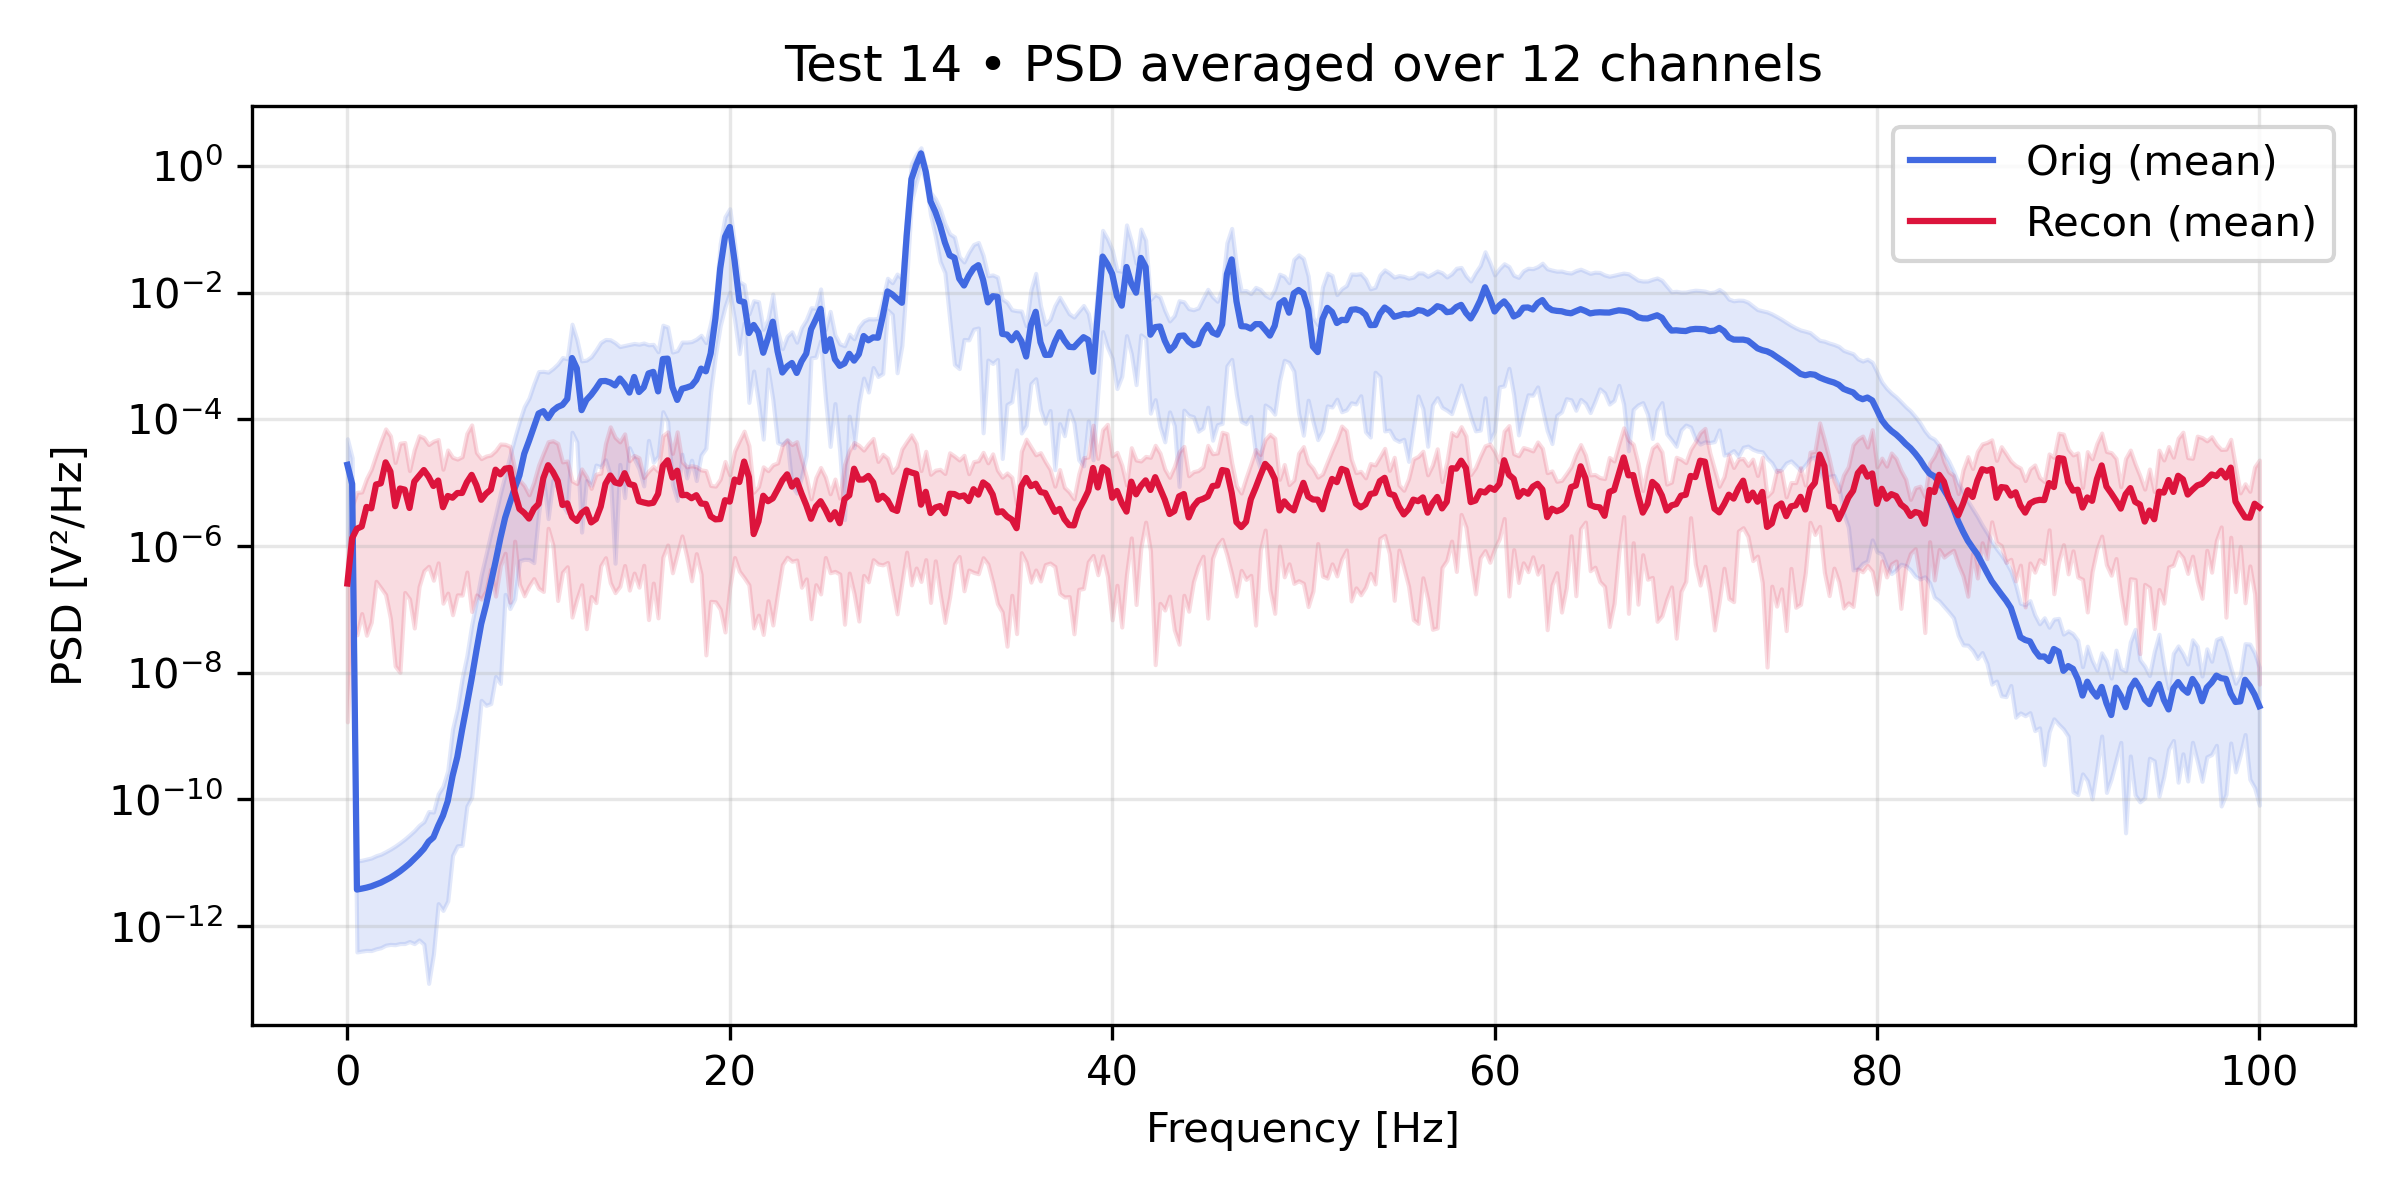 Test 14 • PSD averaged over 12 channels
Orig (mean)
Recon (mean)
PSD [V²/Hz]
10⁰
10⁻²
10⁻⁴
10⁻⁶
10⁻⁸
10⁻¹⁰
10⁻¹²
0 20 40 60 80 100
Frequency [Hz]